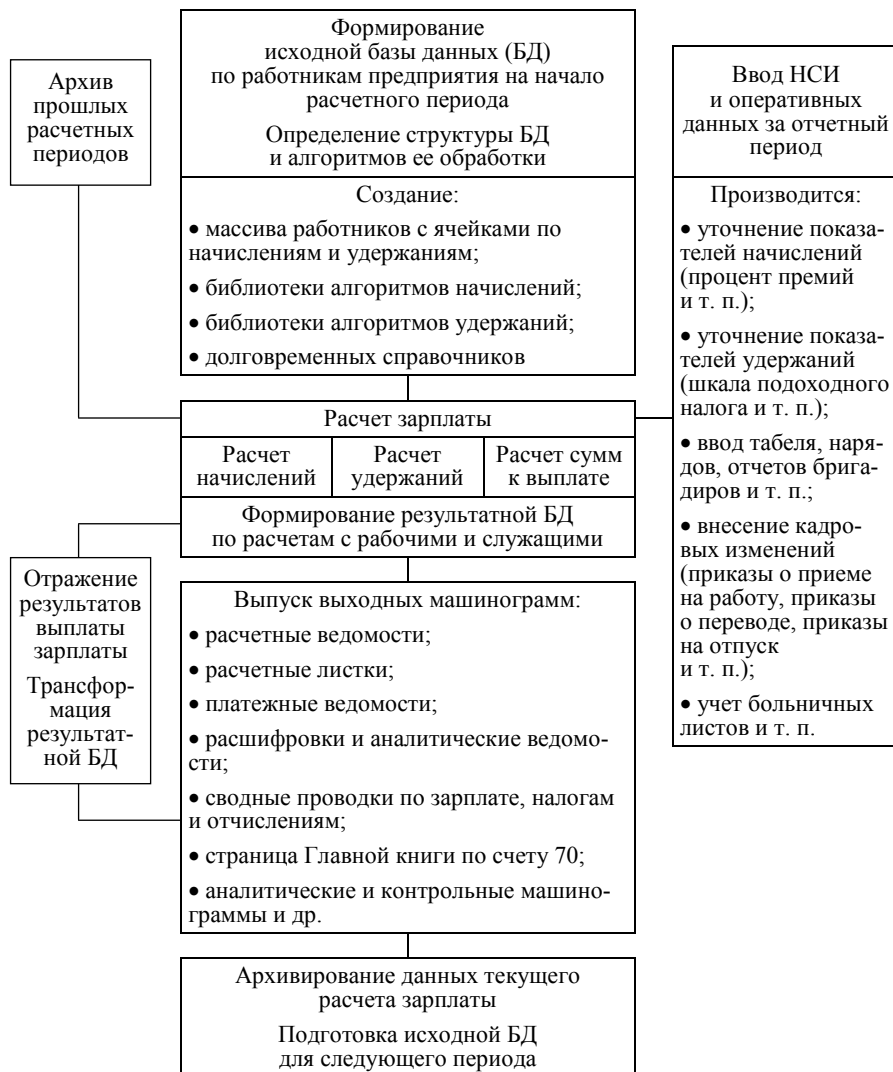 Формирование
исходной базы данных (БД)
по работникам предприятия на начало
расчетного периода
Определение структуры БД
и алгоритмов ее обработки
Создание:
• массива работников с ячейками по
начислениям и удержаниям;
• библиотеки алгоритмов начислений;
• библиотеки алгоритмов удержаний;
• долговременных справочников
Архив
прошлых
расчетных
периодов
Ввод НСИ
и оперативных
данных за отчетный
период
Производится:
• уточнение показа-
телей начислений
(процент премий
и т. п.);
• уточнение показа-
телей удержаний
(шкала подоходного
налога и т. п.);
• ввод табеля, наря-
дов, отчетов брига-
диров и т. п.;
• внесение кадро-
вых изменений
(приказы о приеме
на работу, приказы
о переводе, приказы
на отпуск
и т. п.);
• учет больничных
листов и т. п.
Расчет зарплаты
Расчет
начислений
Расчет
удержаний
Расчет сумм
к выплате
Формирование результатной БД
по расчетам с рабочими и служащими
Отражение
результатов
выплаты
зарплаты
Трансфор-
мация
результат-
ной БД
Выпуск выходных машинограмм:
• расчетные ведомости;
• расчетные листки;
• платежные ведомости;
• расшифровки и аналитические ведомо-
сти;
• сводные проводки по зарплате, налогам
и отчислениям;
• страница Главной книги по счету 70;
• аналитические и контрольные машино-
граммы и др.
Архивирование данных текущего
расчета зарплаты
Подготовка исходной БД
для следующего периода